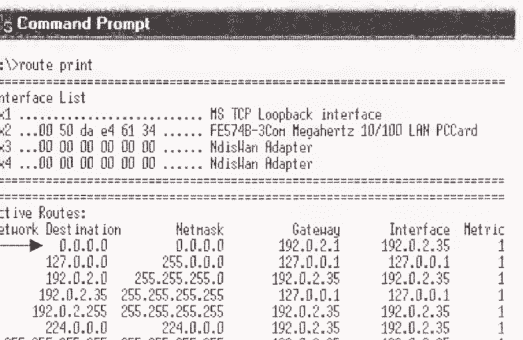 Command Prompt
:\>route print
===========================================================================
nterface List
x1 ........................... MS TCP Loopback interface
x2 ...00 50 da e4 61 34 ...... FE574B-3Com Megahertz 10/100 LAN PCCard
x3 ...00 00 00 00 00 00 ...... NdisWan Adapter
x4 ...00 00 00 00 00 00 ...... NdisWan Adapter
===========================================================================
===========================================================================
ctive Routes:
etwork Destination Netmask Gateway Interface Metric
0.0.0.0 0.0.0.0 192.0.2.1 192.0.2.35 1
127.0.0.0 255.0.0.0 127.0.0.1 127.0.0.1 1
192.0.2.0 255.255.255.0 192.0.2.35 192.0.2.35 1
192.0.2.35 255.255.255.255 127.0.0.1 127.0.0.1 1
192.0.2.255 255.255.255.255 192.0.2.35 192.0.2.35 1
224.0.0.0 224.0.0.0 192.0.2.35 192.0.2.35 1